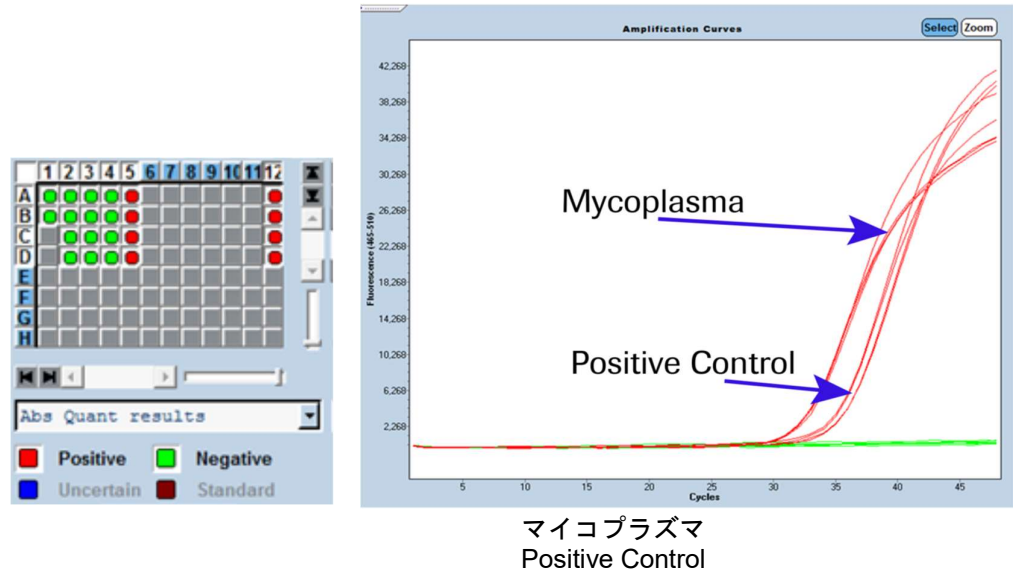 Amplification Curves
Select Zoom
42,268
38,268
34,268
30,268
26,268
22,268
18,268
14,268
10,268
6,268
2,268
Fluorescence (465-510)
Mycoplasma
Positive Control
5 10 15 20 25 30 35 40 45
Cycles
1 2 3 4 5 6 7 8 9 10 11 12
A
B
C
D
E
F
G
H
Abs Quant results
Positive Negative
Uncertain Standard
マイコプラズマ
Positive Control